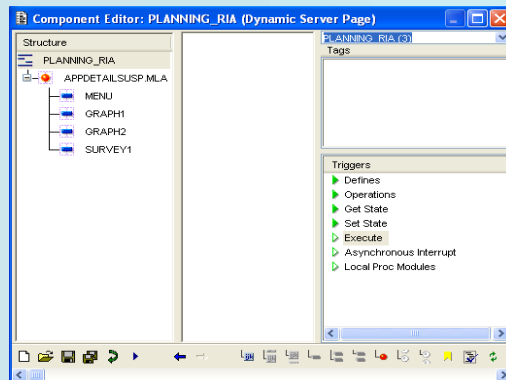 Component Editor: PLANNING_RIA (Dynamic Server Page)
Structure
PLANNING_RIA
APPDETAILSUSP.MLA
MENU
GRAPH1
GRAPH2
SURVEY1
PLANNING_RIA (3)
Tags
Triggers
Defines
Operations
Get State
Set State
Execute
Asynchronous Interrupt
Local Proc Modules